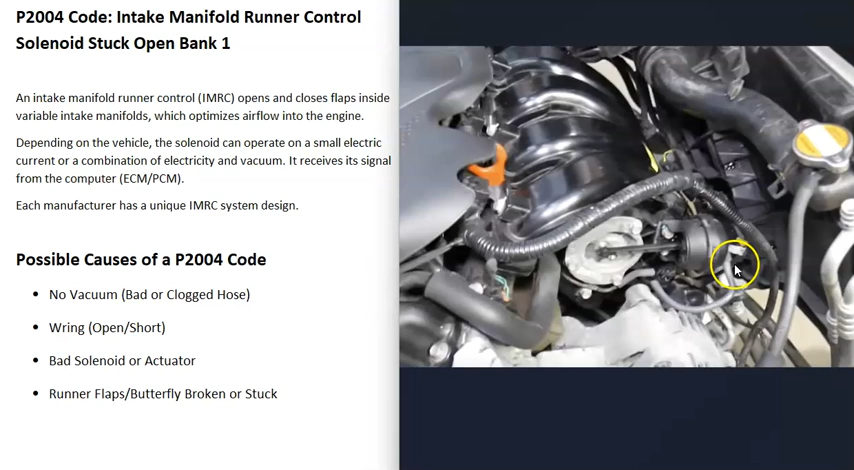 P2004 Code: Intake Manifold Runner Control
Solenoid Stuck Open Bank 1
An intake manifold runner control (IMRC) opens and closes flaps inside
variable intake manifolds, which optimizes airflow into the engine.
Depending on the vehicle, the solenoid can operate on a small electric
current or a combination of electricity and vacuum. It receives its signal
from the computer (ECM/PCM).
Each manufacturer has a unique IMRC system design.
Possible Causes of a P2004 Code
• No Vacuum (Bad or Clogged Hose)
• Wring (Open/Short)
• Bad Solenoid or Actuator
• Runner Flaps/Butterfly Broken or Stuck